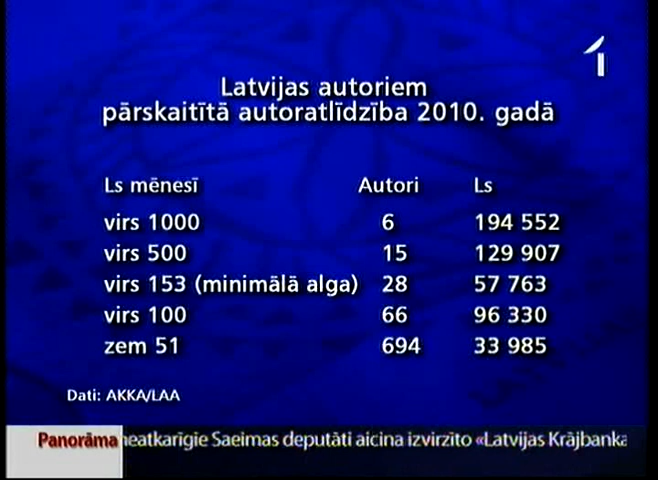 1
Latvijas autoriem
pārskaitītā autoratlīdzība 2010. gadā
Ls mēnesī Autori Ls
virs 1000 6 194 552
virs 500 15 129 907
virs 153 (minimālā alga) 28 57 763
virs 100 66 96 330
zem 51 694 33 985
Dati: AKKA/LAA
Panorāma neatkarīgie Saeimas deputāti aicina izvirzīto «Latvijas Krājbanka